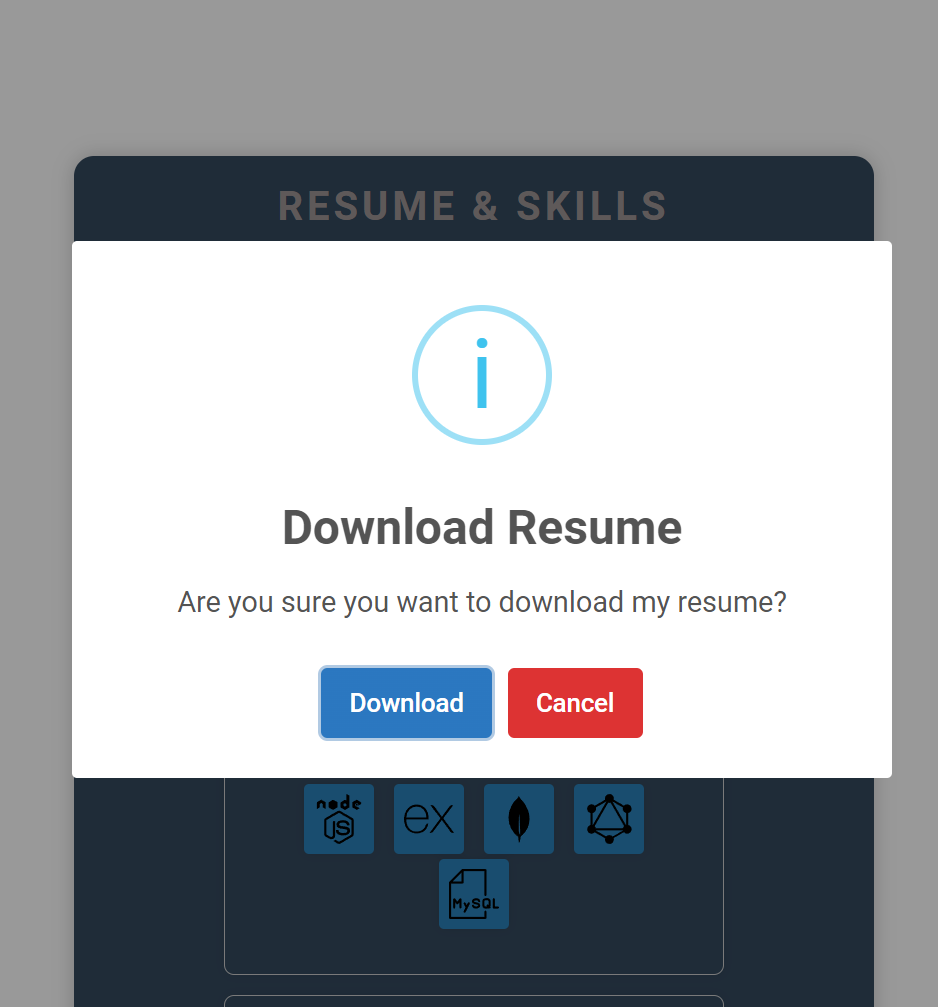 RESUME & SKILLS
i
Download Resume
Are you sure you want to download my resume?
Download Cancel
node
JS
ex
MySQL